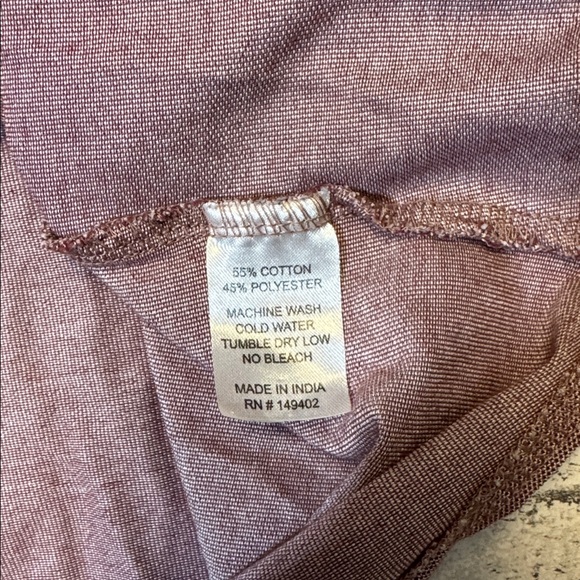 55% COTTON
45% POLYESTER
MACHINE WASH
COLD WATER
TUMBLE DRY LOW
NO BLEACH
MADE IN INDIA
RN # 149402